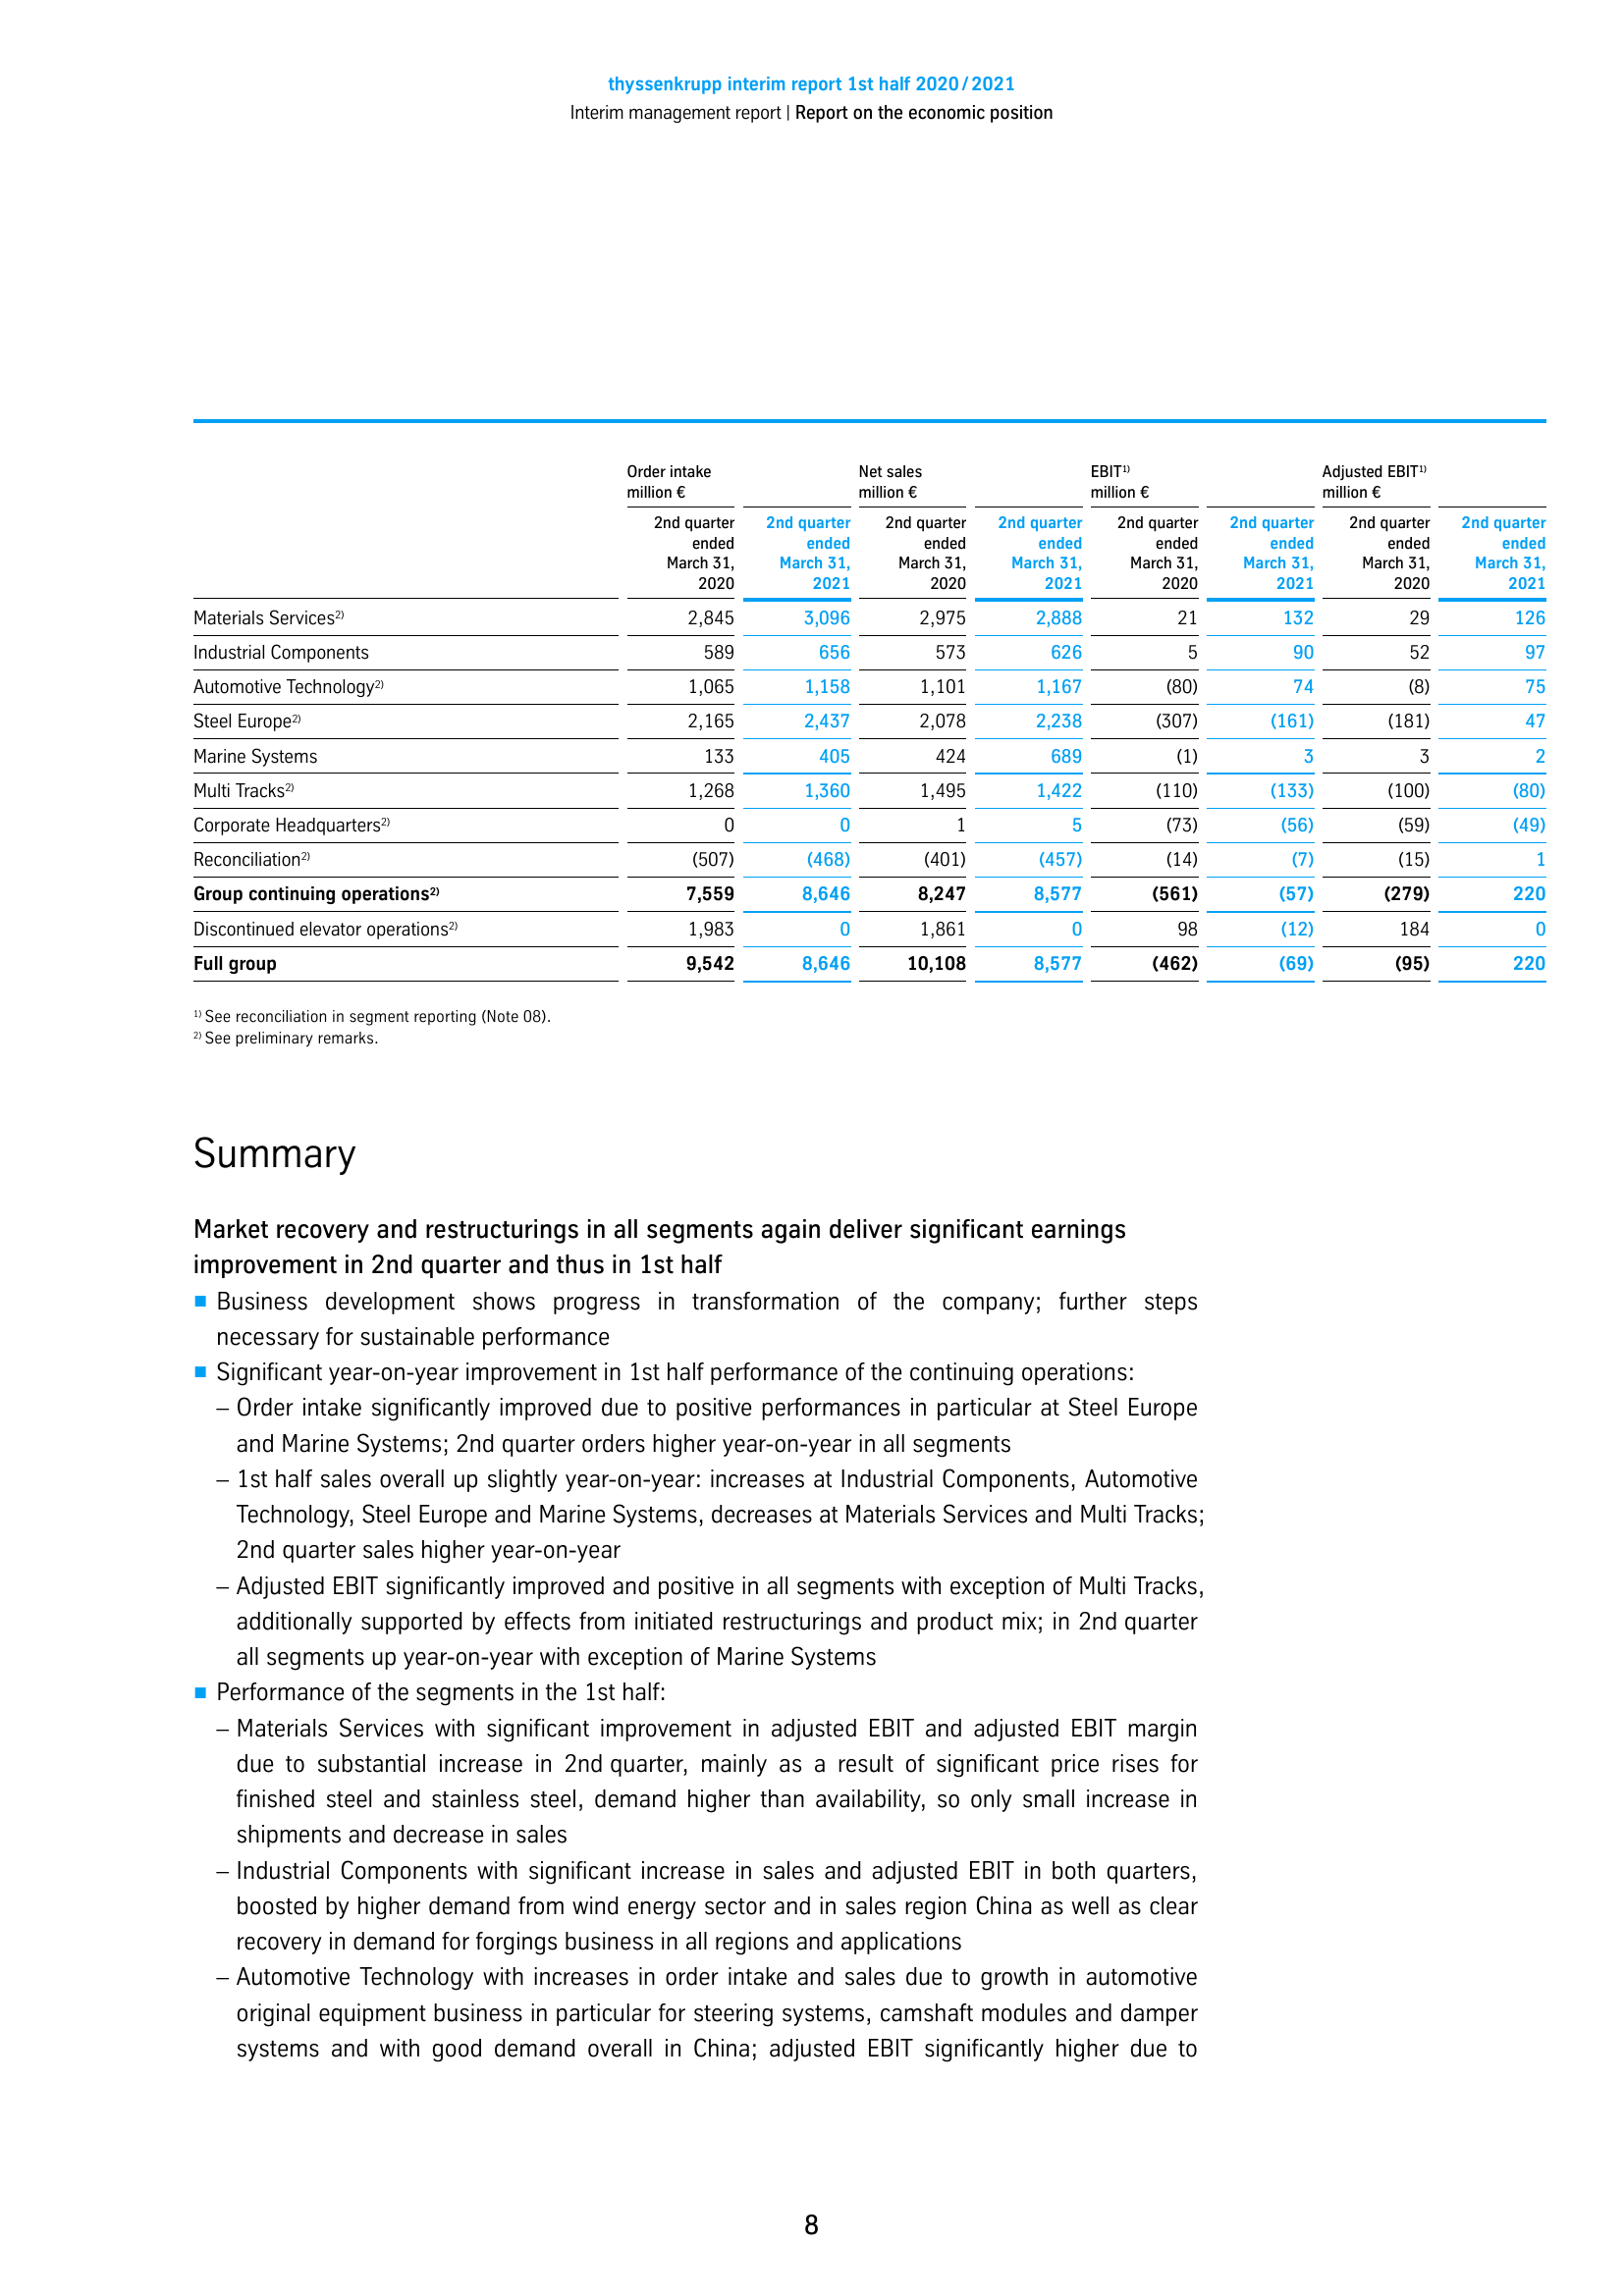 thyssenkrupp interim report 1st half 2020 / 2021
Interim management report | Report on the economic position
Order intake Net sales EBIT¹⁾ Adjusted EBIT¹⁾
million € million € million € million €
2nd quarter 2nd quarter 2nd quarter 2nd quarter 2nd quarter 2nd quarter 2nd quarter 2nd quarter
ended ended ended ended ended ended ended ended
March 31, March 31, March 31, March 31, March 31, March 31, March 31, March 31,
2020 2021 2020 2021 2020 2021 2020 2021
Materials Services²⁾ 2,845 3,096 2,975 2,888 21 132 29 126
Industrial Components 589 656 573 626 5 90 52 97
Automotive Technology²⁾ 1,065 1,158 1,101 1,167 (80) 74 (8) 75
Steel Europe²⁾ 2,165 2,437 2,078 2,238 (307) (161) (181) 47
Marine Systems 133 405 424 689 (1) 3 3 2
Multi Tracks²⁾ 1,268 1,360 1,495 1,422 (110) (133) (100) (80)
Corporate Headquarters²⁾ 0 0 1 5 (73) (56) (59) (49)
Reconciliation²⁾ (507) (468) (401) (457) (14) (7) (15) 1
Group continuing operations²⁾ 7,559 8,646 8,247 8,577 (561) (57) (279) 220
Discontinued elevator operations²⁾ 1,983 0 1,861 0 98 (12) 184 0
Full group 9,542 8,646 10,108 8,577 (462) (69) (95) 220
¹⁾ See reconciliation in segment reporting (Note 08).
²⁾ See preliminary remarks.
Summary
Market recovery and restructurings in all segments again deliver significant earnings
improvement in 2nd quarter and thus in 1st half
■ Business development shows progress in transformation of the company; further steps
necessary for sustainable performance
■ Significant year-on-year improvement in 1st half performance of the continuing operations:
– Order intake significantly improved due to positive performances in particular at Steel Europe
and Marine Systems; 2nd quarter orders higher year-on-year in all segments
– 1st half sales overall up slightly year-on-year: increases at Industrial Components, Automotive
Technology, Steel Europe and Marine Systems, decreases at Materials Services and Multi Tracks;
2nd quarter sales higher year-on-year
– Adjusted EBIT significantly improved and positive in all segments with exception of Multi Tracks,
additionally supported by effects from initiated restructurings and product mix; in 2nd quarter
all segments up year-on-year with exception of Marine Systems
■ Performance of the segments in the 1st half:
– Materials Services with significant improvement in adjusted EBIT and adjusted EBIT margin
due to substantial increase in 2nd quarter, mainly as a result of significant price rises for
finished steel and stainless steel, demand higher than availability, so only small increase in
shipments and decrease in sales
– Industrial Components with significant increase in sales and adjusted EBIT in both quarters,
boosted by higher demand from wind energy sector and in sales region China as well as clear
recovery in demand for forgings business in all regions and applications
– Automotive Technology with increases in order intake and sales due to growth in automotive
original equipment business in particular for steering systems, camshaft modules and damper
systems and with good demand overall in China; adjusted EBIT significantly higher due to
8